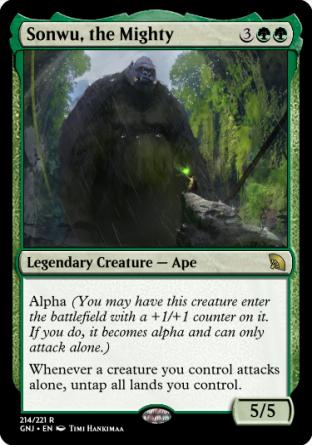 Sonwu, the Mighty 3
Legendary Creature — Ape
Alpha (You may have this creature enter
the battlefield with a +1/+1 counter on it.
If you do, it becomes alpha and can only
attack alone.)
Whenever a creature you control attacks
alone, untap all lands you control.
5/5
214/221 R
GNJ • EN TIMI HANKIMAA